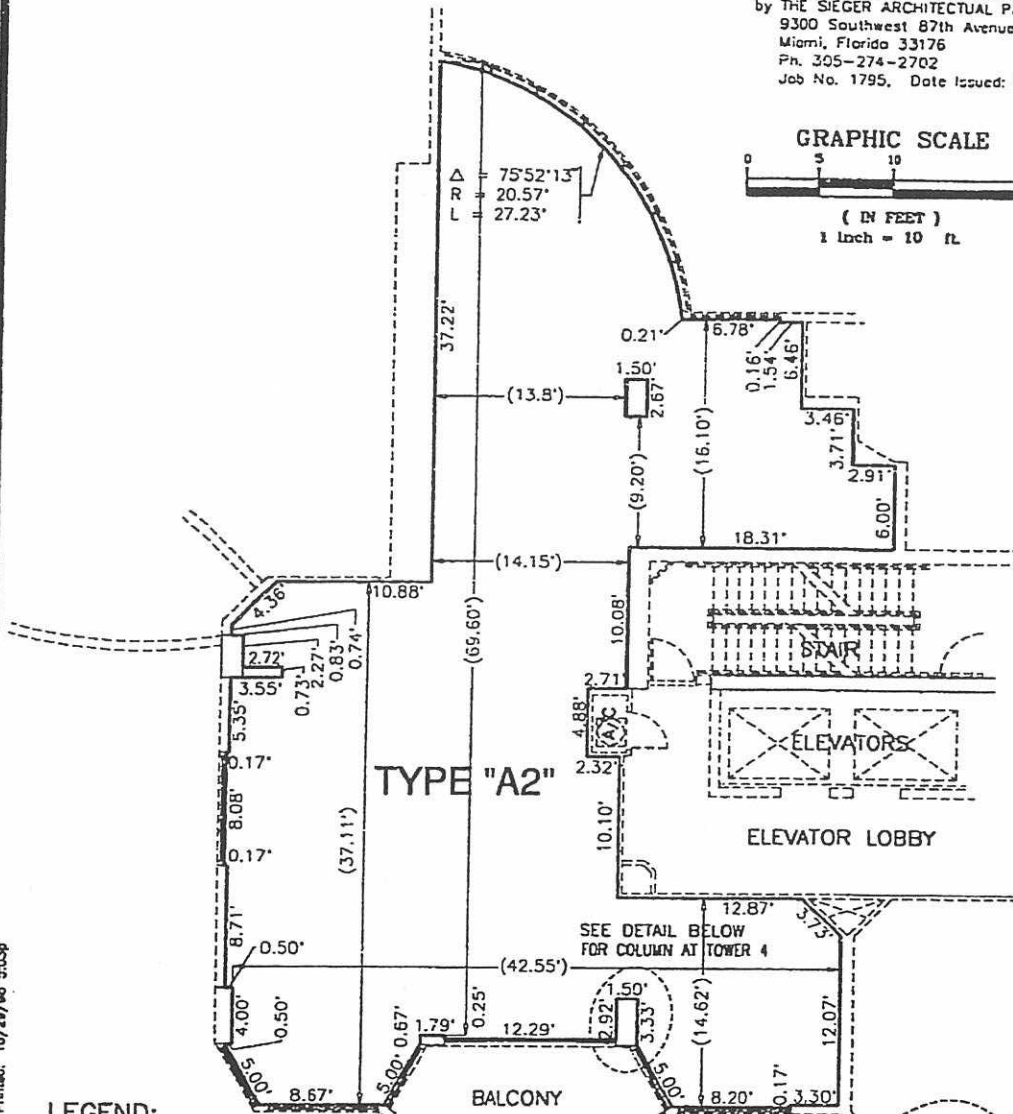 by THE SIEGER ARCHITECTURAL P
9300 Southwest 87th Avenue
Miami, Florida 33176
Ph. 305-274-2702
Job No. 1795, Date Issued:
GRAPHIC SCALE
0 5 10
( IN FEET )
1 inch = 10 ft.
Δ = 75°52'13"
R = 20.57'
L = 27.23'
37.22'
0.21'
6.78'
0.16'
1.54'
6.46'
1.50'
2.67'
(13.8')
3.46'
3.71'
(16.10')
2.91'
(9.20')
6.00'
18.31'
(14.15')
10.88'
4.36'
(69.60')
10.08'
STAIR
2.72'
3.55'
0.73'
2.27'
0.83'
0.74'
2.71'
4.88'
A/C
5.35'
ELEVATORS
0.17'
2.32'
TYPE "A2"
8.08'
(37.11')
10.10'
ELEVATOR LOBBY
0.17'
8.71'
12.87'
3.73'
SEE DETAIL BELOW
FOR COLUMN AT TOWER 4
0.50'
(42.55')
1.50'
4.00'
0.50'
0.67'
1.79'
0.25'
12.29'
2.92'
3.33'
(14.62')
12.07'
5.00'
8.67'
5.00'
5.00'
8.20'
0.17'
3.30'
BALCONY
LEGEND:
10/29/98 5:03p